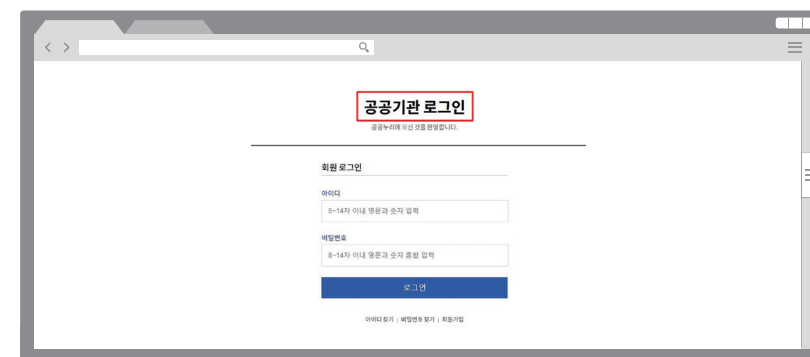 공공기관 로그인
공공누리에 오신 것을 환영합니다.
회원 로그인
아이디
5~14자 이내 영문과 숫자 입력
비밀번호
8~14자 이내 영문과 숫자 혼합 입력
로그인
아이디 찾기 | 비밀번호 찾기 | 회원가입